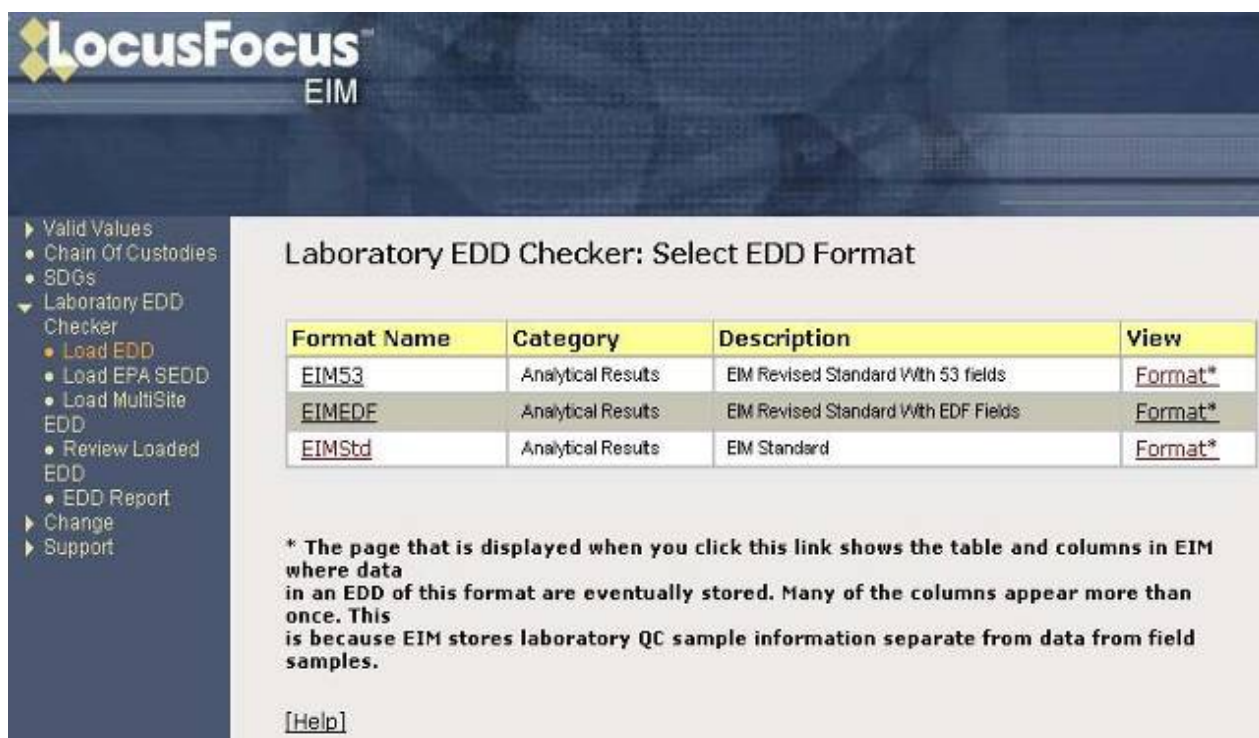 LocusFocus™
EIM
Valid Values
Chain Of Custodies
SDGs
Laboratory EDD
Checker
Load EDD
Load EPA SEDD
Load MultiSite
EDD
Review Loaded
EDD
EDD Report
Change
Support
Laboratory EDD Checker: Select EDD Format
Format Name Category Description View
EIM53 Analytical Results EIM Revised Standard With 53 fields Format*
EIMEDF Analytical Results EIM Revised Standard With EDF Fields Format*
EIMStd Analytical Results EIM Standard Format*
* The page that is displayed when you click this link shows the table and columns in EIM
where data
in an EDD of this format are eventually stored. Many of the columns appear more than
once. This
is because EIM stores laboratory QC sample information separate from data from field
samples.
[Help]